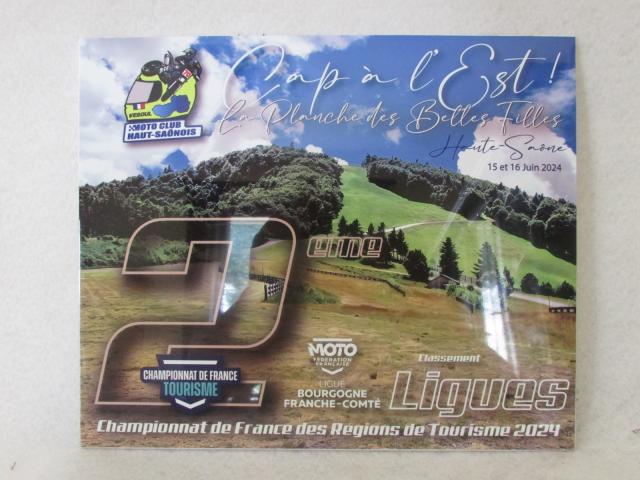 Cap à l'Est !
La Planche des Belles Filles
Haute-Saône
15 et 16 Juin 2024
VESOUL
MOTO CLUB
HAUT-SAÔNOIS
2eme
CHAMPIONNAT DE FRANCE
TOURISME
MOTO
FÉDÉRATION
FRANÇAISE
LIGUE
BOURGOGNE
FRANCHE-COMTÉ
Classement
Ligues
Championnat de France des Régions de Tourisme 2024